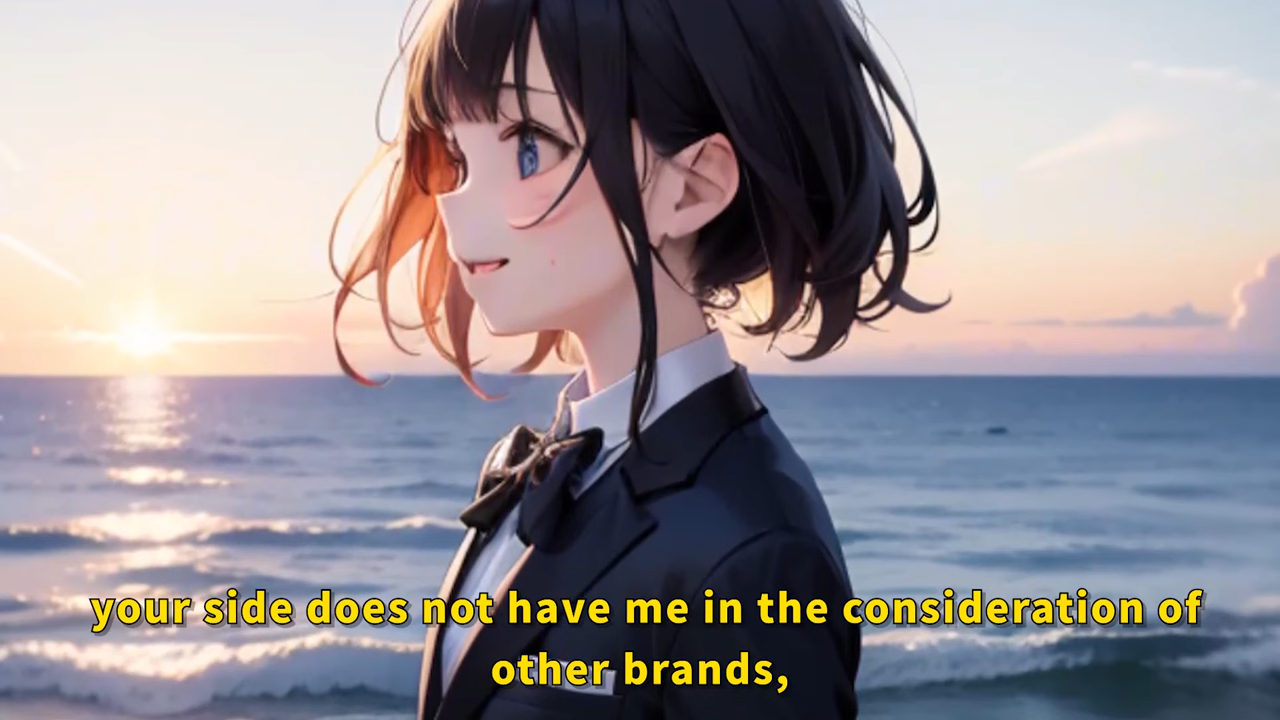 your side does not have me in the consideration of
other brands,